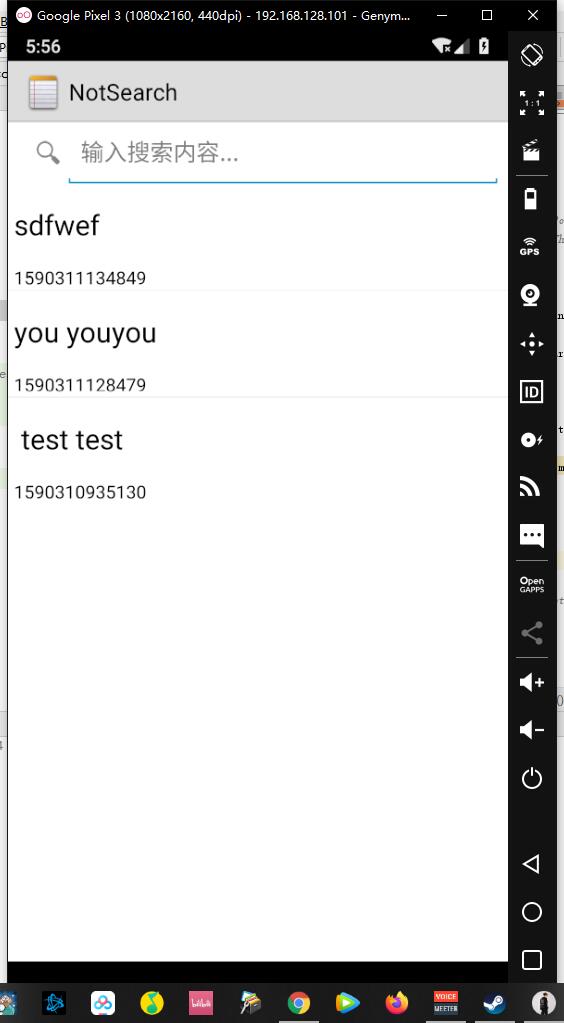 Google Pixel 3 (1080x2160, 440dpi) - 192.168.128.101 - Genym...
5:56
NotSearch
输入搜索内容...
sdfwef
1590311134849
you youyou
1590311128479
test test
1590310935130
1:1
GPS
ID
Open
GAPPS
bilibili
VOICE
MEETER